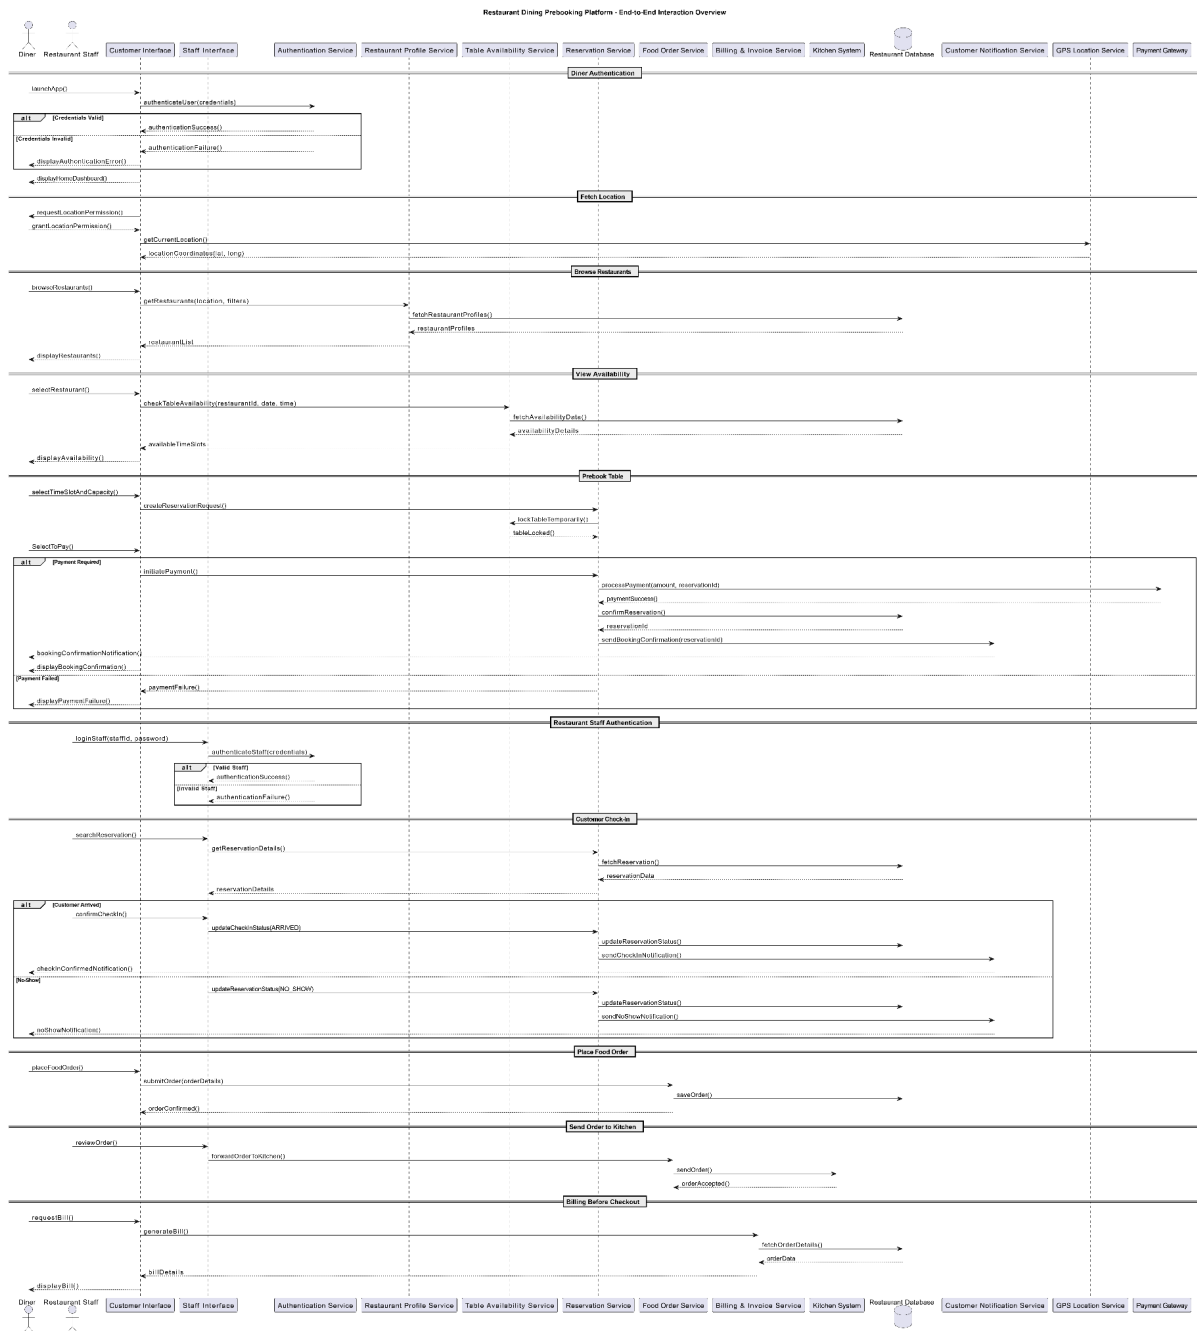 Restaurant Dining Prebooking Platform - End-to-End Interaction Overview
Diner
Restaurant Staff
Customer Interface
Staff Interface
Authentication Service
Restaurant Profile Service
Table Availability Service
Reservation Service
Food Order Service
Billing & Invoice Service
Kitchen System
Restaurant Database
Customer Notification Service
GPS Location Service
Payment Gateway
Diner Authentication
launchApp()
authenticateUser(credentials)
alt [Credentials Valid]
authenticationSuccess()
[Credentials Invalid]
authenticationFailure()
displayAuthenticationError()
displayHomeDashboard()
Fetch Location
requestLocationPermission()
grantLocationPermission()
getCurrentLocation()
locationCoordinates(lat, long)
Browse Restaurants
browseRestaurants()
getRestaurants(location, filters)
fetchRestaurantProfiles()
restaurantProfiles
restaurantList
displayRestaurants()
View Availability
selectRestaurant()
checkTableAvailability(restaurantId, date, time)
fetchAvailabilityData()
availabilityDetails
availableTimeSlots
displayAvailability()
Prebook Table
selectTimeSlotAndCapacity()
createReservationRequest()
lockTableTemporarily()
tableLocked()
SelectToPay()
alt [Payment Required]
initiatePayment()
processPayment(amount, reservationId)
paymentSuccess()
confirmReservation()
reservationId
sendBookingConfirmation(reservationId)
bookingConfirmationNotification()
displayBookingConfirmation()
[Payment Failed]
paymentFailure()
displayPaymentFailure()
Restaurant Staff Authentication
loginStaff(staffId, password)
authenticateStaff(credentials)
alt [Valid Staff]
authenticationSuccess()
[Invalid Staff]
authenticationFailure()
Customer Check-In
searchReservation()
getReservationDetails()
fetchReservation()
reservationData
reservationDetails
alt [Customer Arrived]
confirmCheckIn()
updateCheckInStatus(ARRIVED)
updateReservationStatus()
sendCheckInNotification()
checkInConfirmedNotification()
[No-Show]
updateReservationStatus(NO_SHOW)
updateReservationStatus()
sendNoShowNotification()
noShowNotification()
Place Food Order
placeFoodOrder()
submitOrder(orderDetails)
saveOrder()
orderConfirmed()
Send Order to Kitchen
reviewOrder()
forwardOrderToKitchen()
sendOrder()
orderAccepted()
Billing Before Checkout
requestBill()
generateBill()
fetchOrderDetails()
orderData
billDetails
displayBill()
Diner
Restaurant Staff
Customer Interface
Staff Interface
Authentication Service
Restaurant Profile Service
Table Availability Service
Reservation Service
Food Order Service
Billing & Invoice Service
Kitchen System
Restaurant Database
Customer Notification Service
GPS Location Service
Payment Gateway